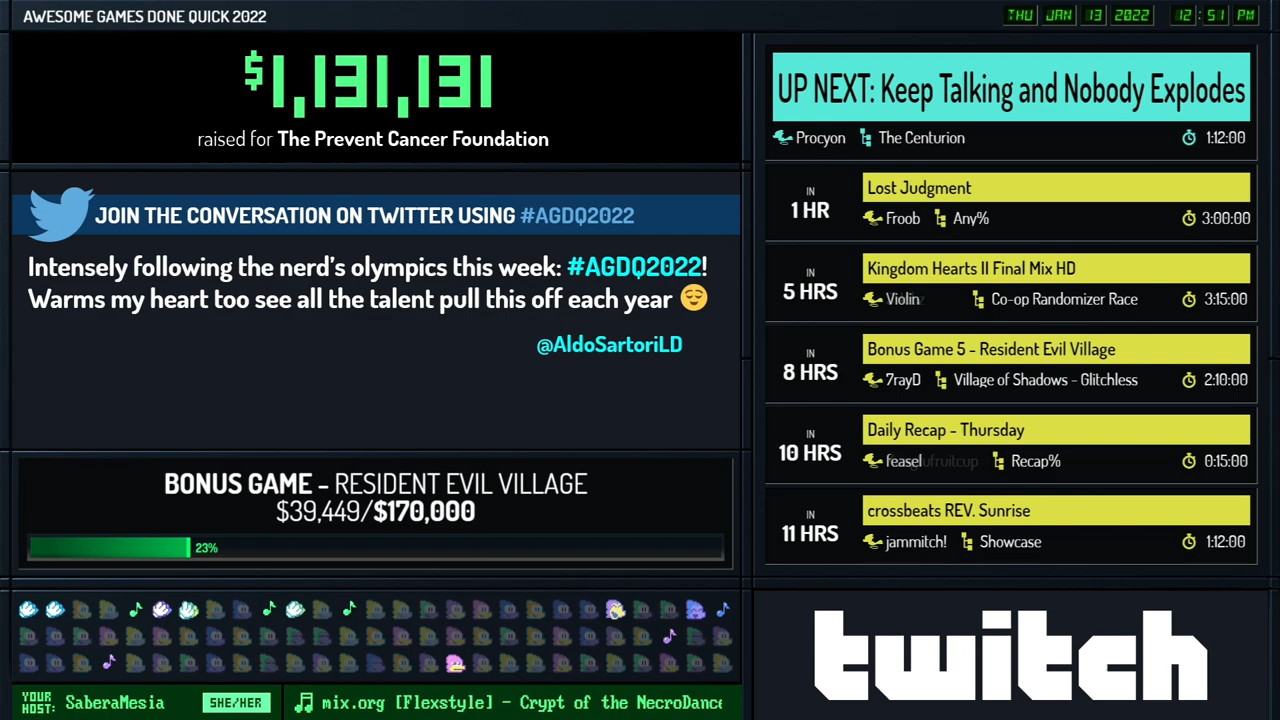 AWESOME GAMES DONE QUICK 2022
THU JAN 13 2022 12:51 PM
$1,131,131
raised for The Prevent Cancer Foundation
JOIN THE CONVERSATION ON TWITTER USING #AGDQ2022
Intensely following the nerd's olympics this week: #AGDQ2022!
Warms my heart too see all the talent pull this off each year 😌
@AldoSartoriLD
BONUS GAME - RESIDENT EVIL VILLAGE
$39,449/$170,000
23%
YOUR HOST: SaberaMesia SHE/HER
mix.org [Flexstyle] - Crypt of the NecroDance
UP NEXT: Keep Talking and Nobody Explodes
Procyon The Centurion 1:12:00
IN 1 HR
Lost Judgment
Froob Any% 3:00:00
IN 5 HRS
Kingdom Hearts II Final Mix HD
Violin Co-op Randomizer Race 3:15:00
IN 8 HRS
Bonus Game 5 - Resident Evil Village
7rayD Village of Shadows - Glitchless 2:10:00
IN 10 HRS
Daily Recap - Thursday
feasel Recap% 0:15:00
IN 11 HRS
crossbeats REV. Sunrise
jammitch! Showcase 1:12:00
twitch